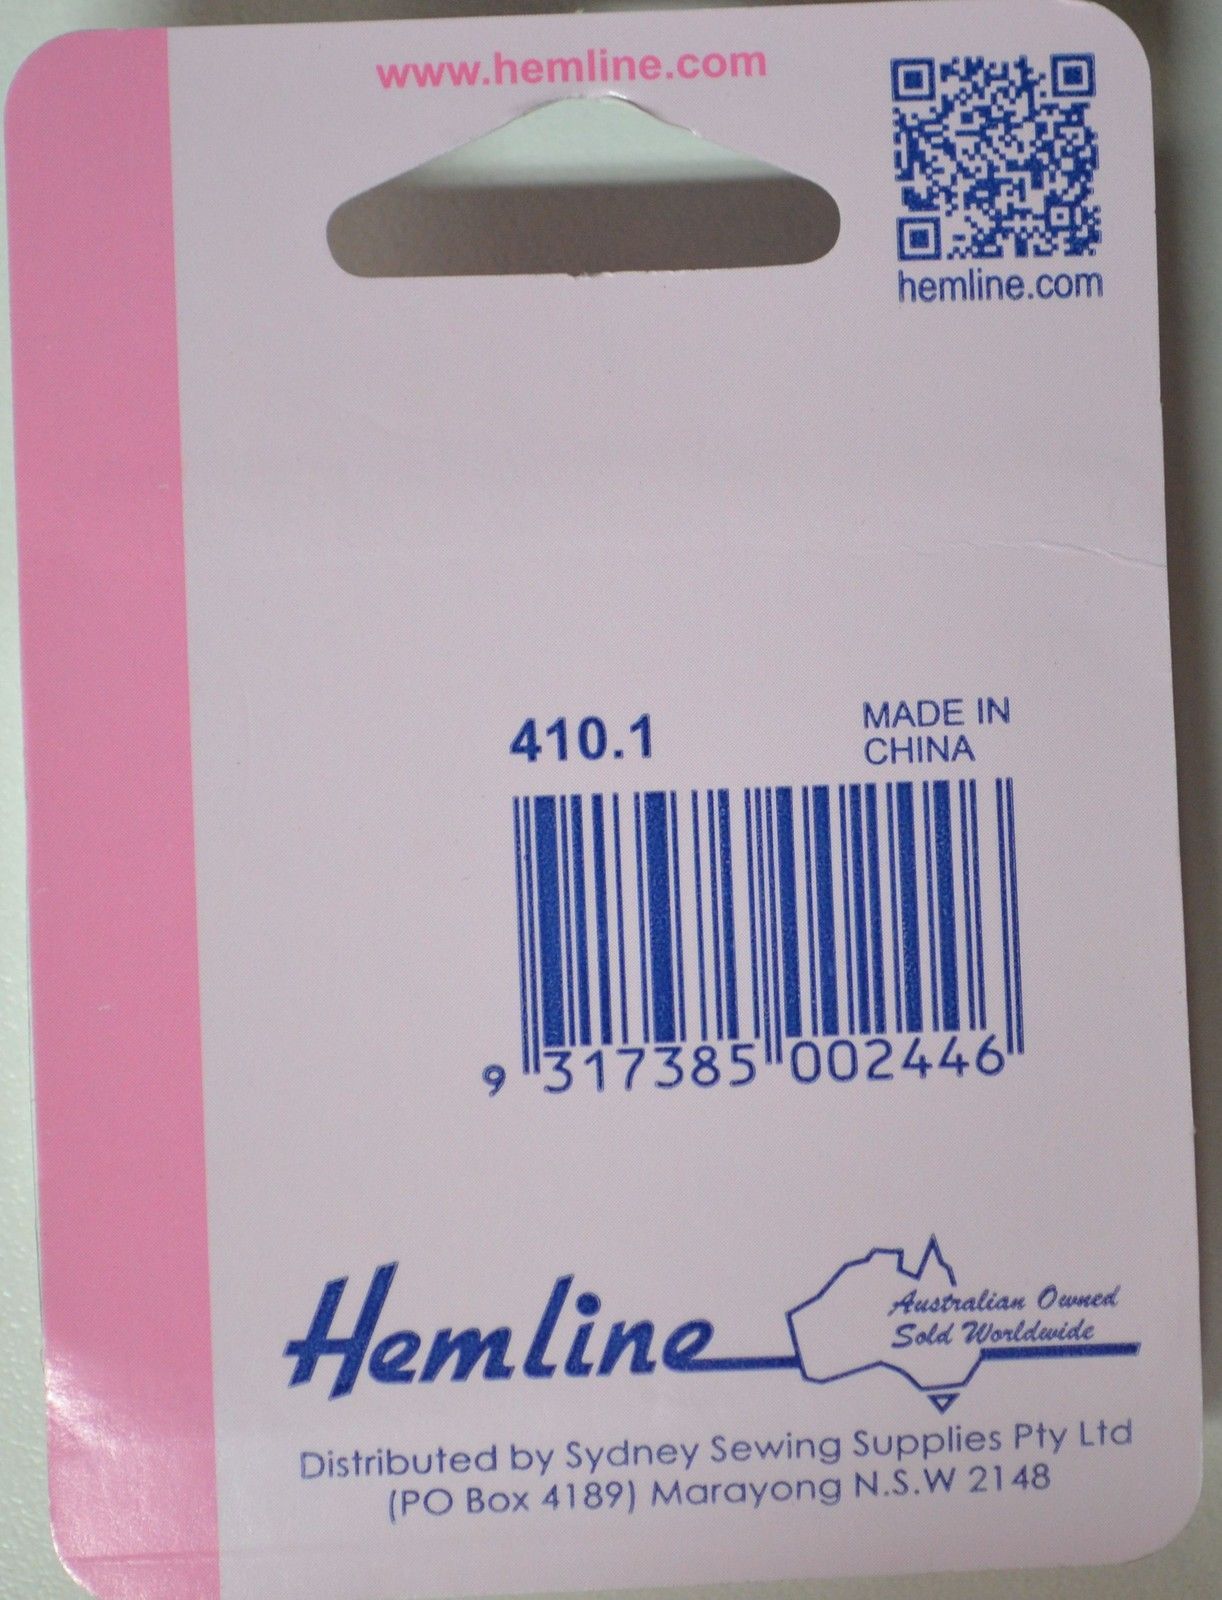 www.hemline.com
hemline.com
410.1
MADE IN
CHINA
9 317385 002446
Hemline
Australian Owned
Sold Worldwide
Distributed by Sydney Sewing Supplies Pty Ltd
(PO Box 4189) Marayong N.S.W 2148